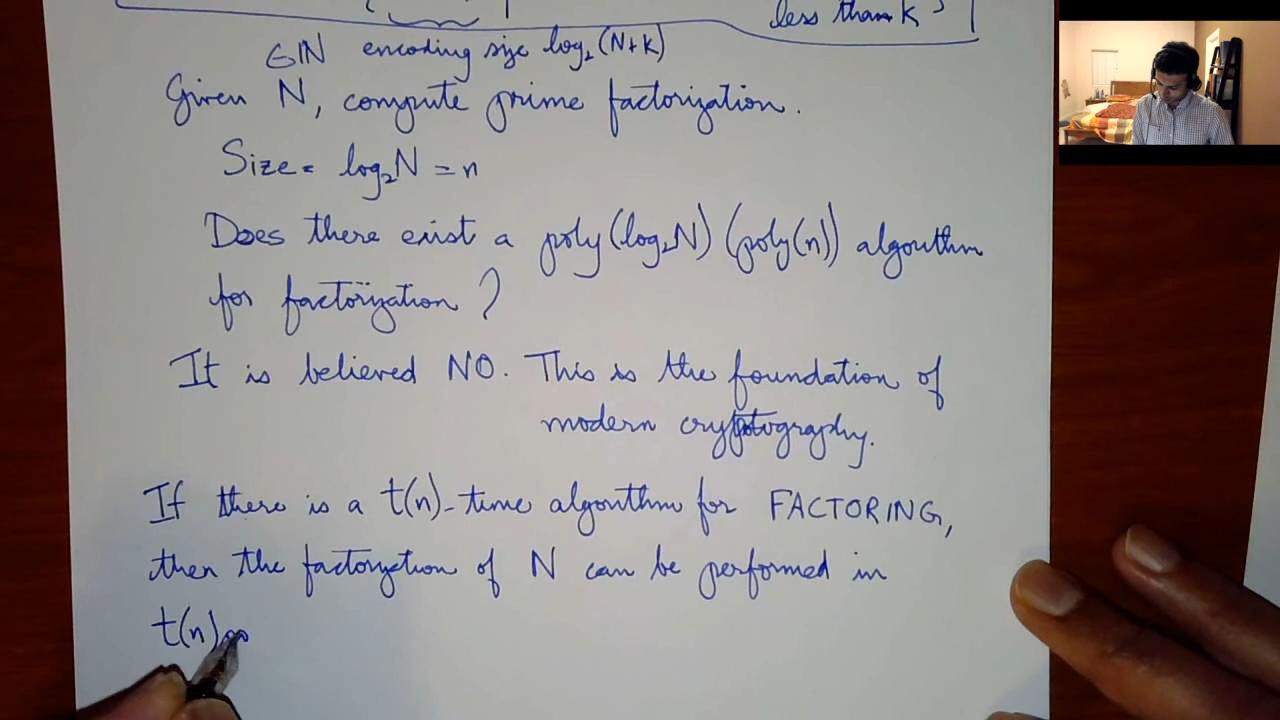 less than k }
∈ IN encoding size log₂(N+k)
Given N, compute prime factorization.
Size = log₂N = n
Does there exist a poly(log₂N) (poly(n)) algorithm
for factorization ?
It is believed NO. This is the foundation of
modern cryptography.
If there is a t(n)-time algorithm for FACTORING,
then the factorization of N can be performed in
t(n)